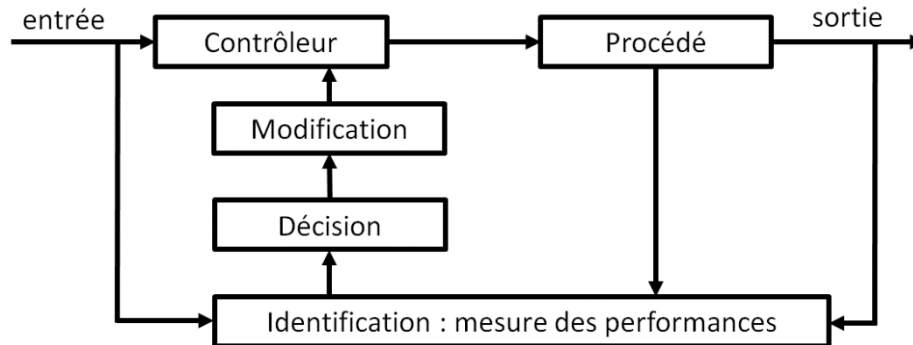 entrée
sortie
Contrôleur
Procédé
Modification
Décision
Identification : mesure des performances